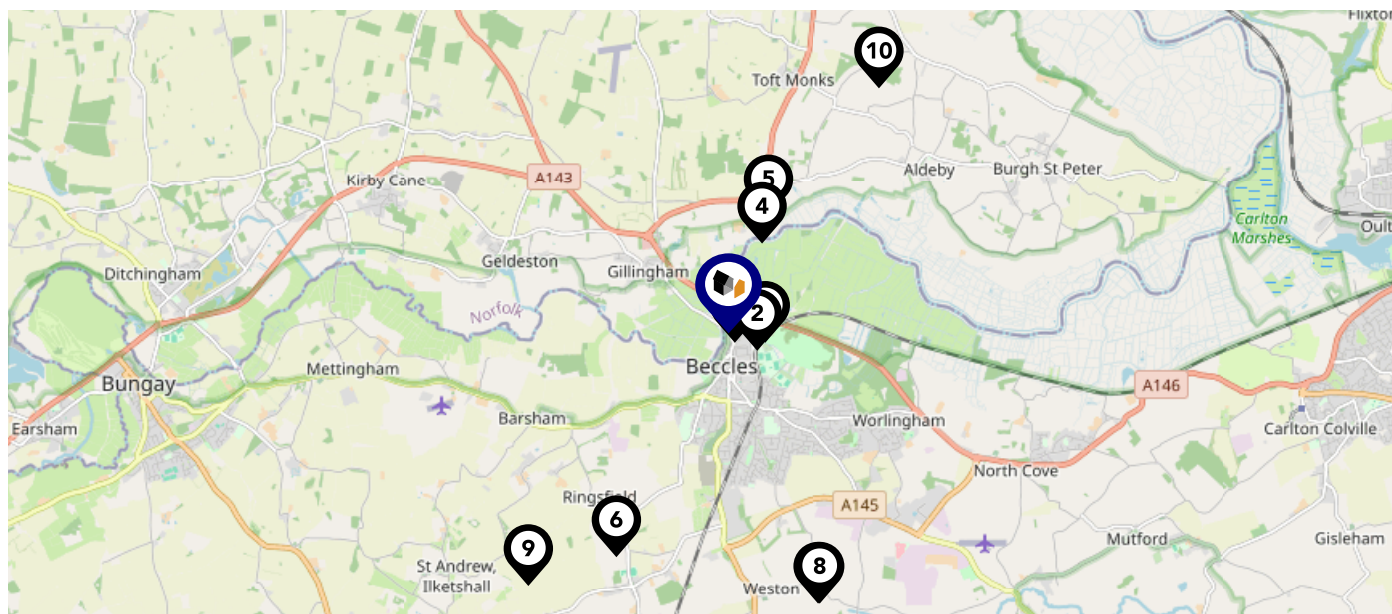 Flixton
10
Toft Monks
A143
Kirby Cane
5
Aldeby
Burgh St Peter
4
Carlton
Marshes
Ditchingham
Geldeston
Gillingham
Norfolk
2
Mettingham
Beccles
Bungay
A146
Barsham
Worlingham
Earsham
Carlton Colville
North Cove
Ringsfield
A145
6
9
Mutford
Gisleham
St Andrew,
Ilketshall
Weston
8